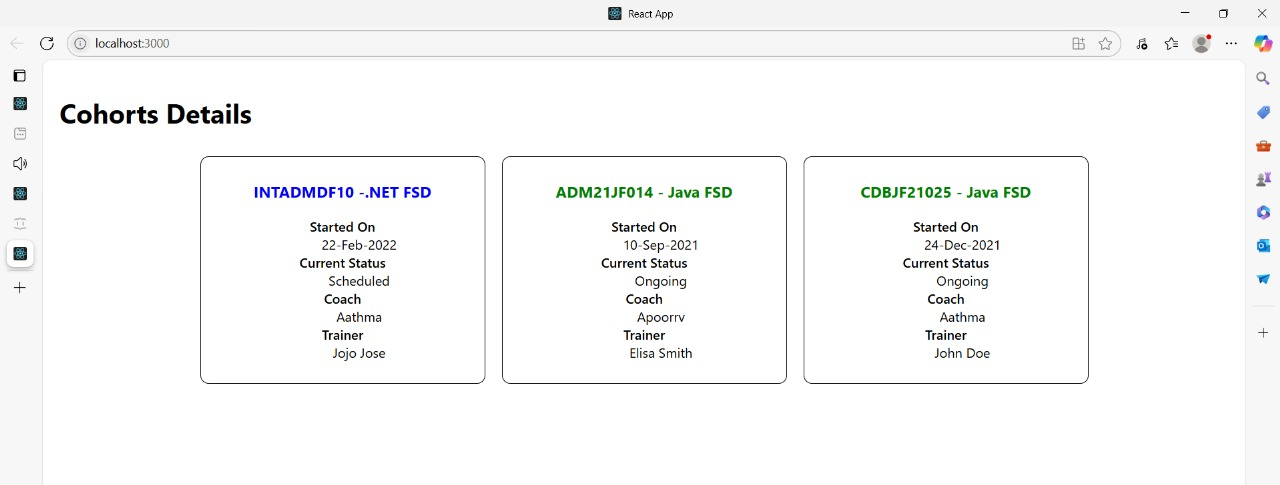 React App
localhost:3000
Cohorts Details
INTADMDF10 -.NET FSD
Started On
22-Feb-2022
Current Status
Scheduled
Coach
Aathma
Trainer
Jojo Jose
ADM21JF014 - Java FSD
Started On
10-Sep-2021
Current Status
Ongoing
Coach
Apoorrv
Trainer
Elisa Smith
CDBJF21025 - Java FSD
Started On
24-Dec-2021
Current Status
Ongoing
Coach
Aathma
Trainer
John Doe